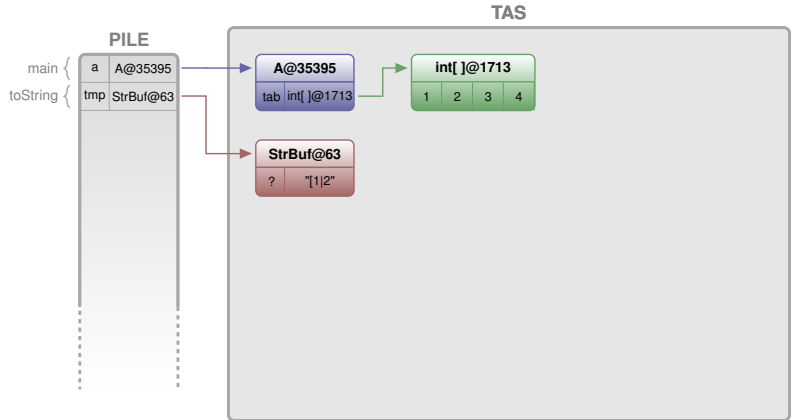 TAS
PILE
main { a A@35395
toString { tmp StrBuf@63
A@35395
tab int[ ]@1713
int[ ]@1713
1 2 3 4
StrBuf@63
? "[1|2"